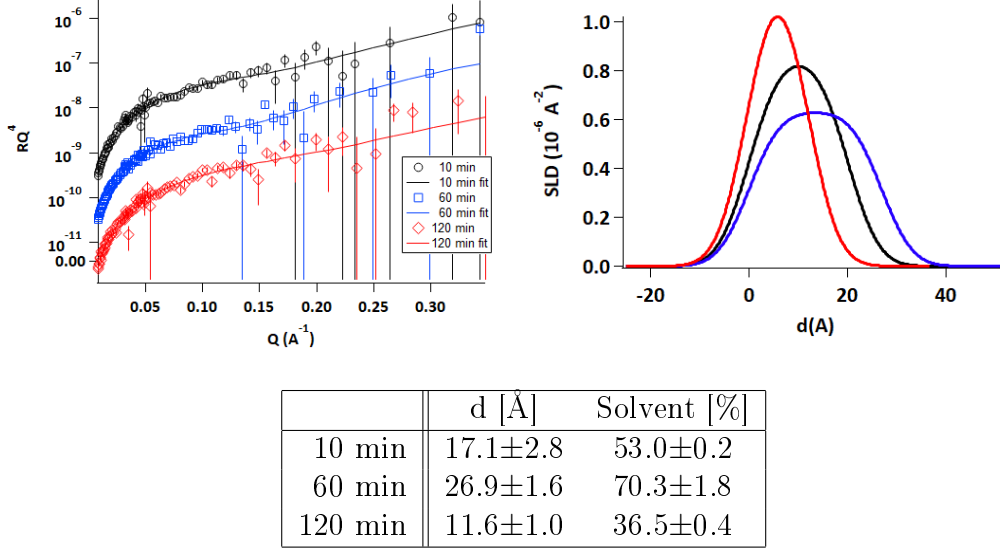 10⁻⁶
10⁻⁷
10⁻⁸
10⁻⁹
10⁻¹⁰
10⁻¹¹
0.00
RQ⁴
0.05 0.10 0.15 0.20 0.25 0.30
Q (A⁻¹)
10 min
10 min fit
60 min
60 min fit
120 min
120 min fit
1.0
0.8
0.6
0.4
0.2
0.0
SLD (10⁻⁶ A⁻²)
-20 0 20 40
d(A)
d [Å] Solvent [%]
10 min 17.1±2.8 53.0±0.2
60 min 26.9±1.6 70.3±1.8
120 min 11.6±1.0 36.5±0.4